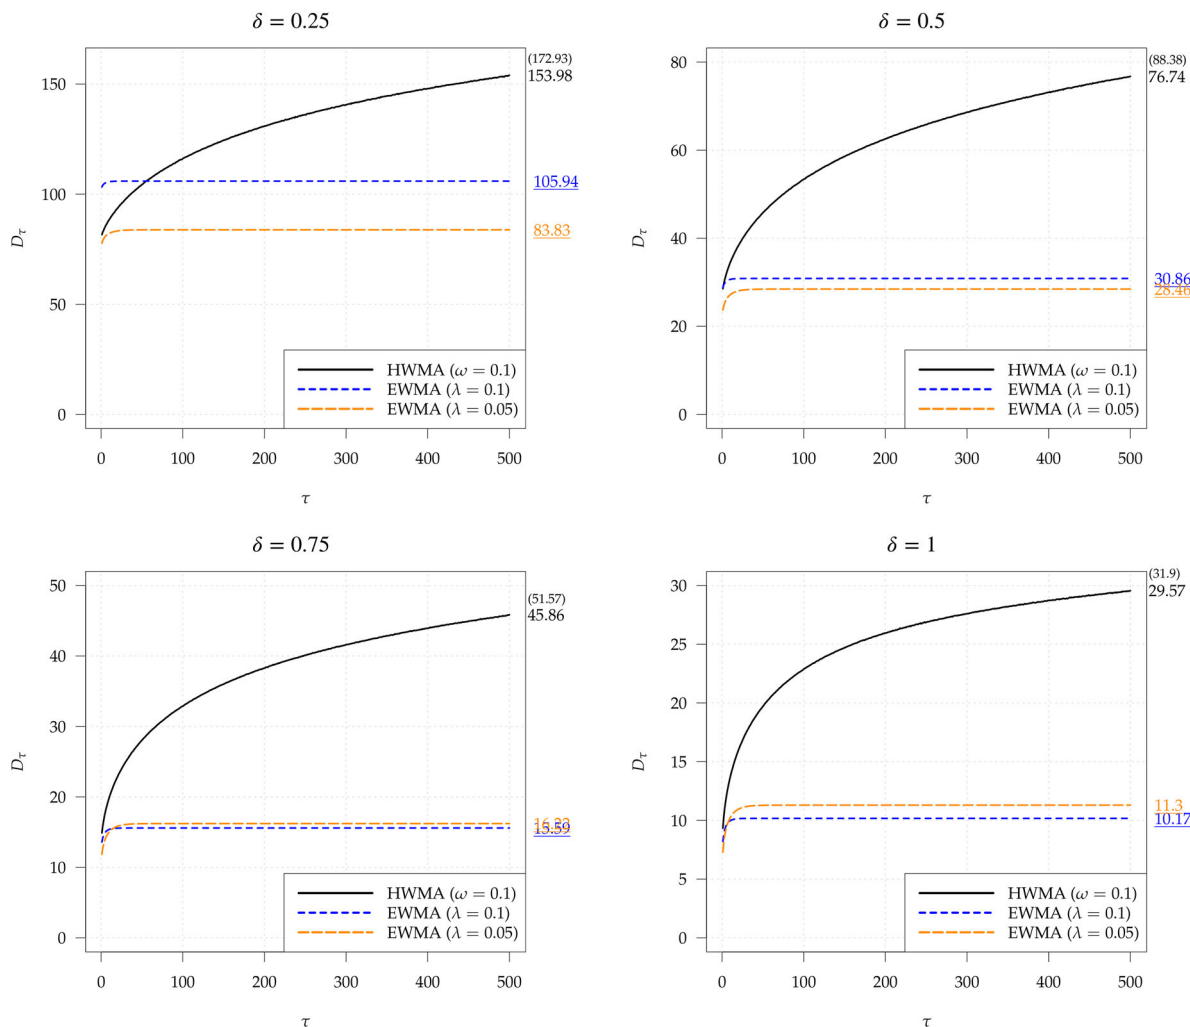 δ = 0.25
(172.93)
153.98
150
105.94
100
83.83
50
0
Dτ
HWMA (ω = 0.1)
EWMA (λ = 0.1)
EWMA (λ = 0.05)
0 100 200 300 400 500
τ
δ = 0.5
(88.38)
76.74
80
60
40
30.86
28.46
20
0
Dτ
HWMA (ω = 0.1)
EWMA (λ = 0.1)
EWMA (λ = 0.05)
0 100 200 300 400 500
τ
δ = 0.75
50
(51.57)
45.86
40
30
20
16.22
15.59
10
0
Dτ
HWMA (ω = 0.1)
EWMA (λ = 0.1)
EWMA (λ = 0.05)
0 100 200 300 400 500
τ
δ = 1
(31.9)
29.57
30
25
20
15
11.3
10.17
10
5
0
Dτ
HWMA (ω = 0.1)
EWMA (λ = 0.1)
EWMA (λ = 0.05)
0 100 200 300 400 500
τ